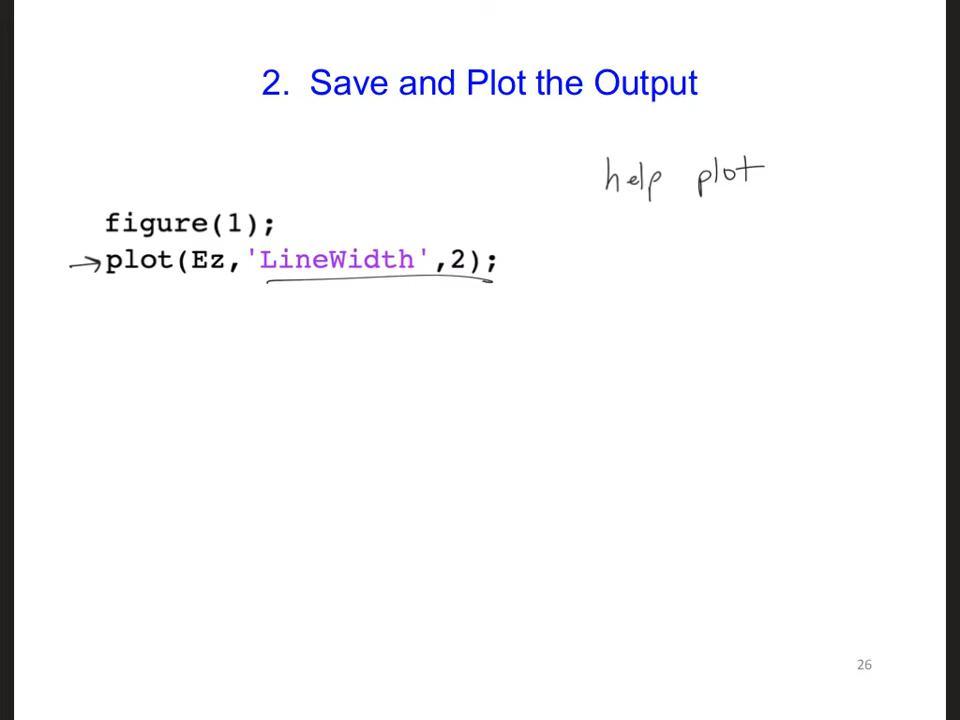 2.  Save and Plot the Output
help plot
figure(1);
plot(Ez,'LineWidth',2);
26